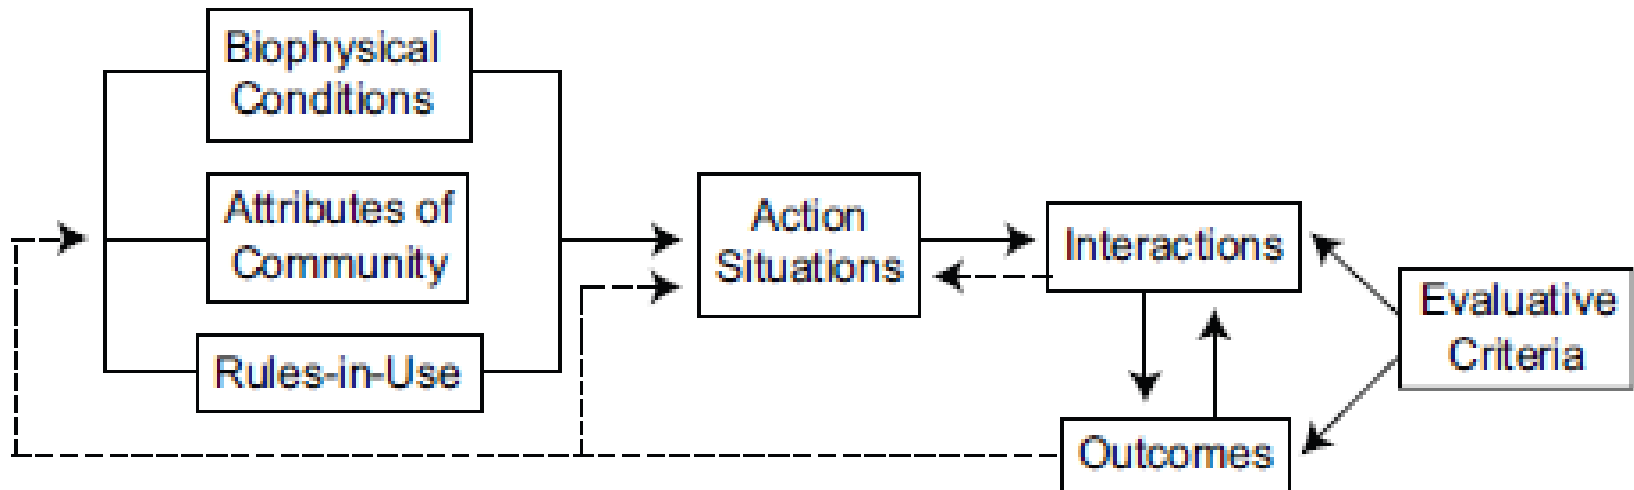 Biophysical
Conditions
Attributes of
Community
Rules-in-Use
Action
Situations
Interactions
Outcomes
Evaluative
Criteria